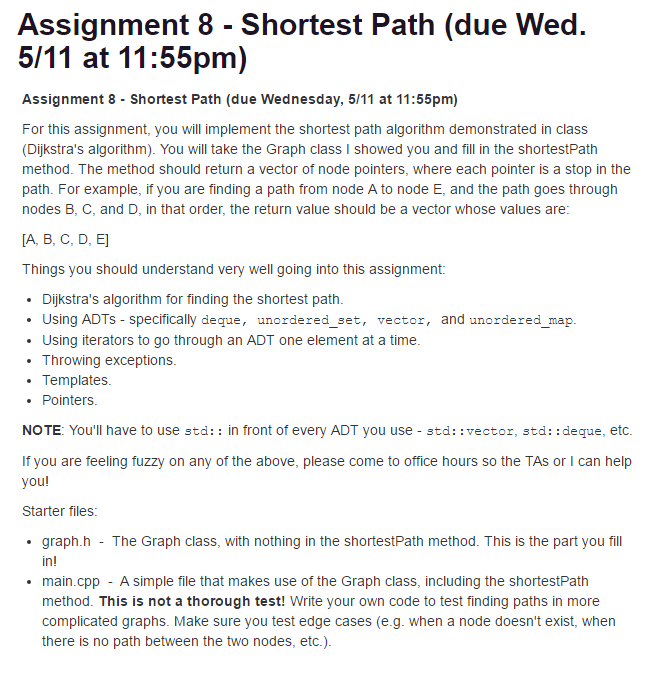 Assignment 8 - Shortest Path (due Wed.
5/11 at 11:55pm)
Assignment 8 - Shortest Path (due Wednesday, 5/11 at 11:55pm)
For this assignment, you will implement the shortest path algorithm demonstrated in class
(Dijkstra's algorithm). You will take the Graph class I showed you and fill in the shortestPath
method. The method should return a vector of node pointers, where each pointer is a stop in the
path. For example, if you are finding a path from node A to node E, and the path goes through
nodes B, C, and D, in that order, the return value should be a vector whose values are:
[A, B, C, D, E]
Things you should understand very well going into this assignment:
• Dijkstra's algorithm for finding the shortest path.
• Using ADTs - specifically deque, unordered_set, vector, and unordered_map.
• Using iterators to go through an ADT one element at a time.
• Throwing exceptions.
• Templates.
• Pointers.
NOTE: You'll have to use std:: in front of every ADT you use - std::vector, std::deque, etc.
If you are feeling fuzzy on any of the above, please come to office hours so the TAs or I can help
you!
Starter files:
• graph.h - The Graph class, with nothing in the shortestPath method. This is the part you fill
in!
• main.cpp - A simple file that makes use of the Graph class, including the shortestPath
method. This is not a thorough test! Write your own code to test finding paths in more
complicated graphs. Make sure you test edge cases (e.g. when a node doesn't exist, when
there is no path between the two nodes, etc.).